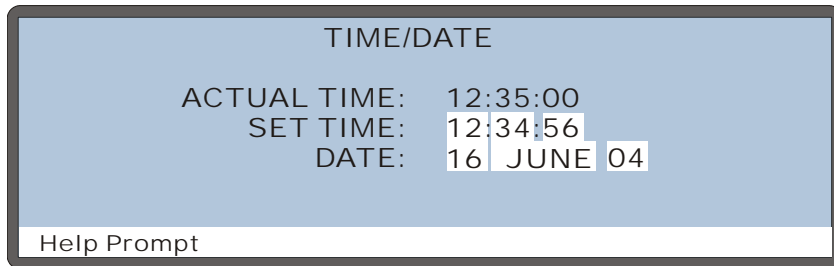 TIME/DATE
ACTUAL TIME: 12:35:00
SET TIME: 12:34:56
DATE: 16 JUNE 04
Help Prompt